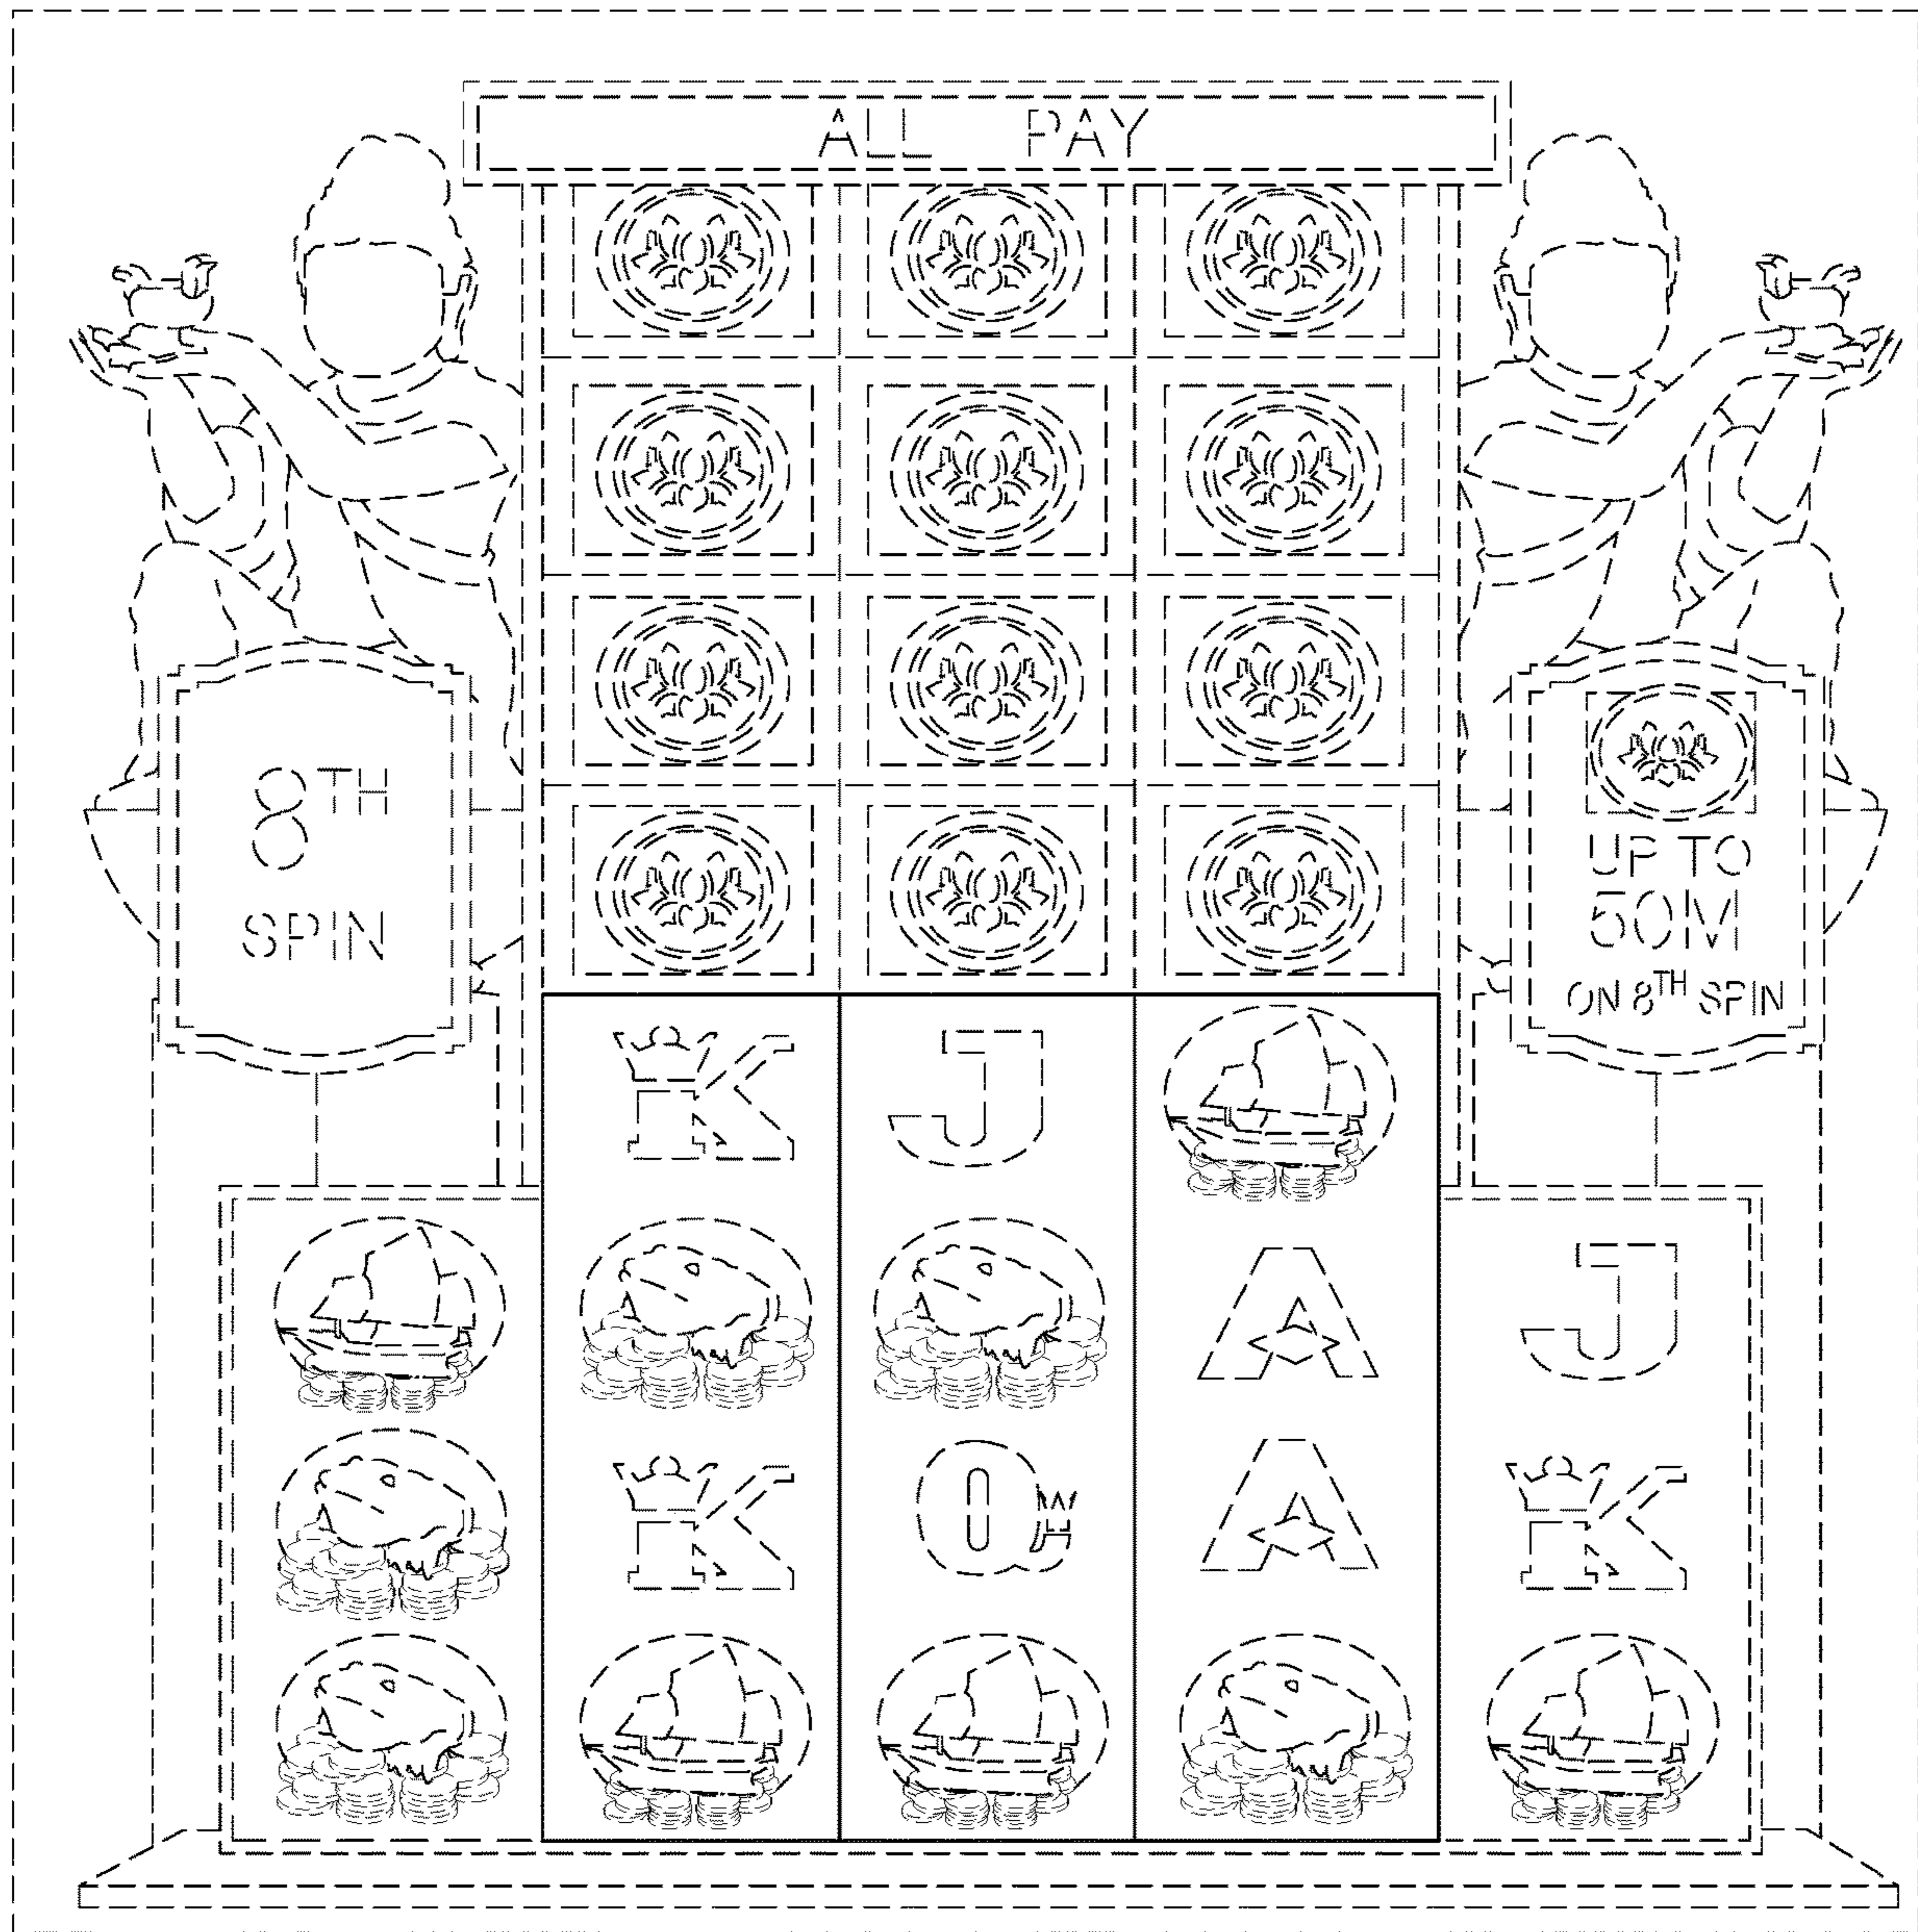 ALL PAY
8TH
SPIN
UP TO
50M
ON 8TH SPIN
K J
A J
K Q A K